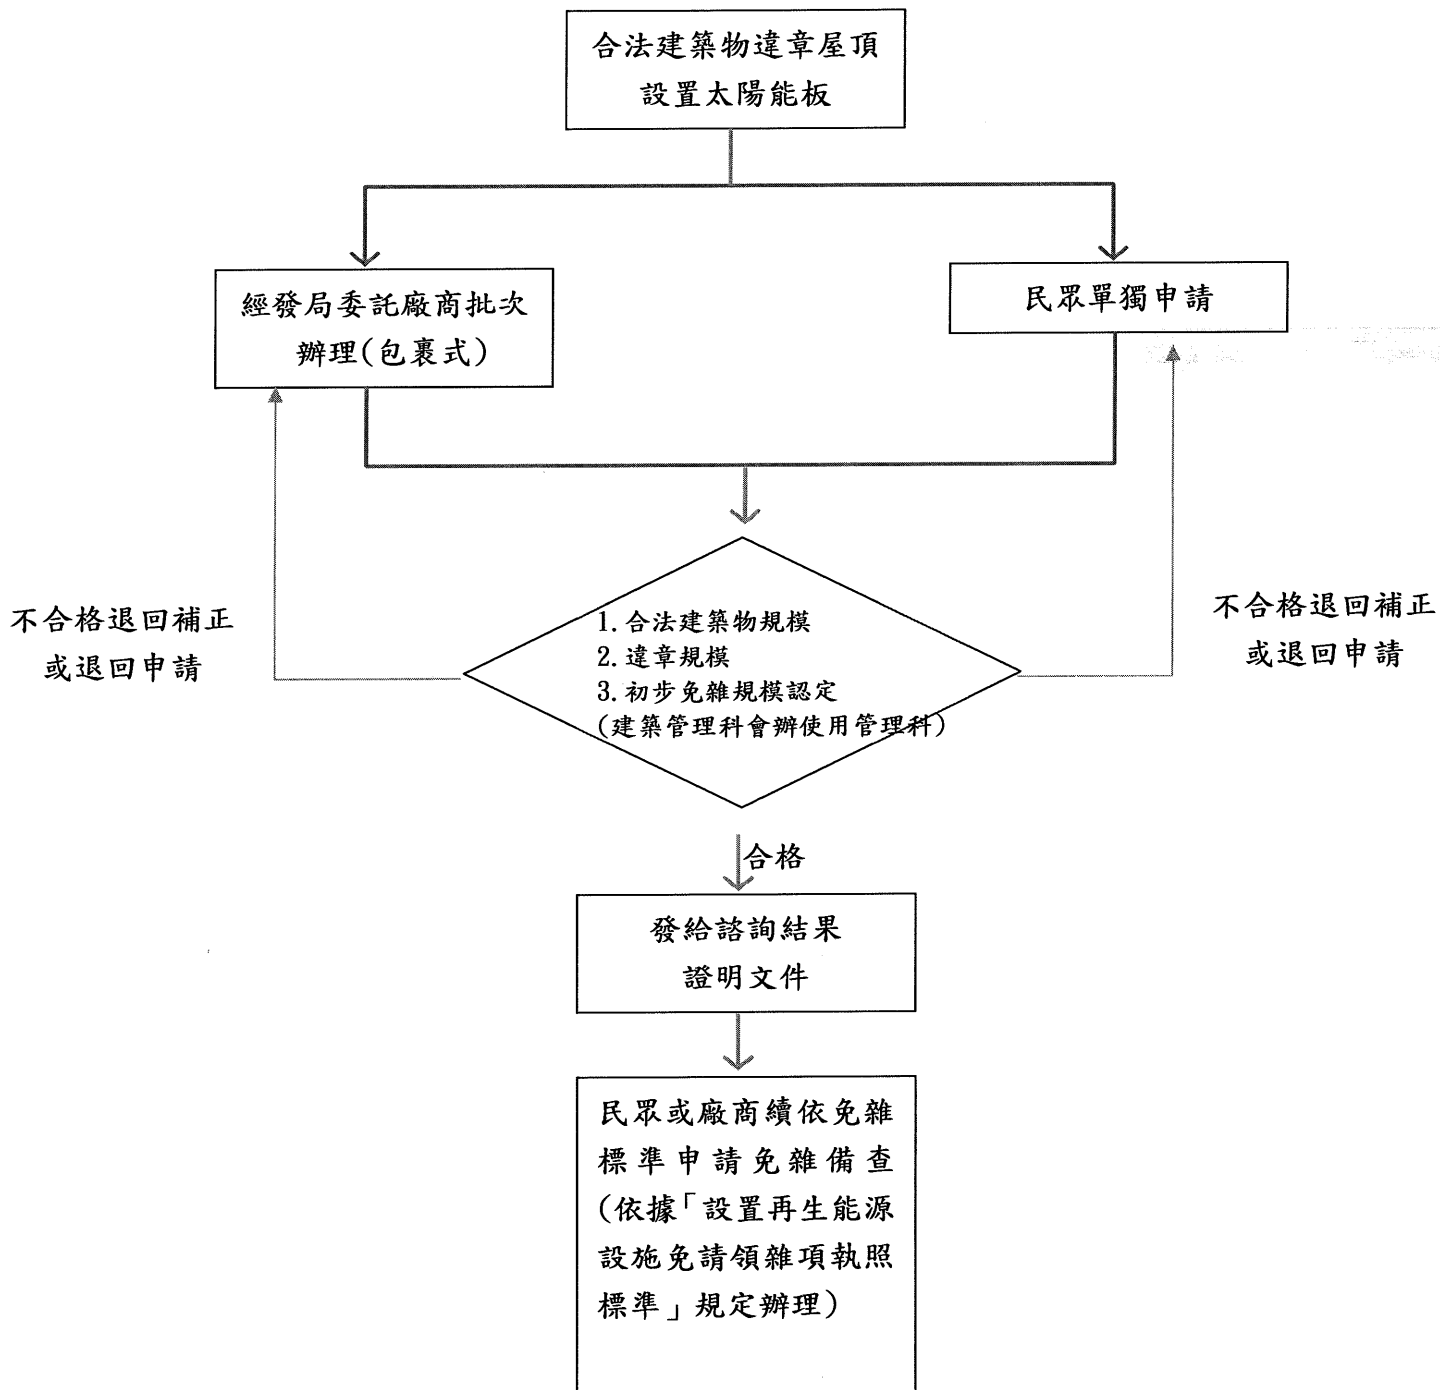 合法建築物違章屋頂
設置太陽能板
經發局委託廠商批次
辦理(包裹式)
民眾單獨申請
不合格退回補正
或退回申請
1.合法建築物規模
2.違章規模
3.初步免雜規模認定
(建築管理科會辦使用管理科)
不合格退回補正
或退回申請
合格
發給諮詢結果
證明文件
民眾或廠商續依免雜
標準申請免雜備查
(依據「設置再生能源
設施免請領雜項執照
標準」規定辦理)